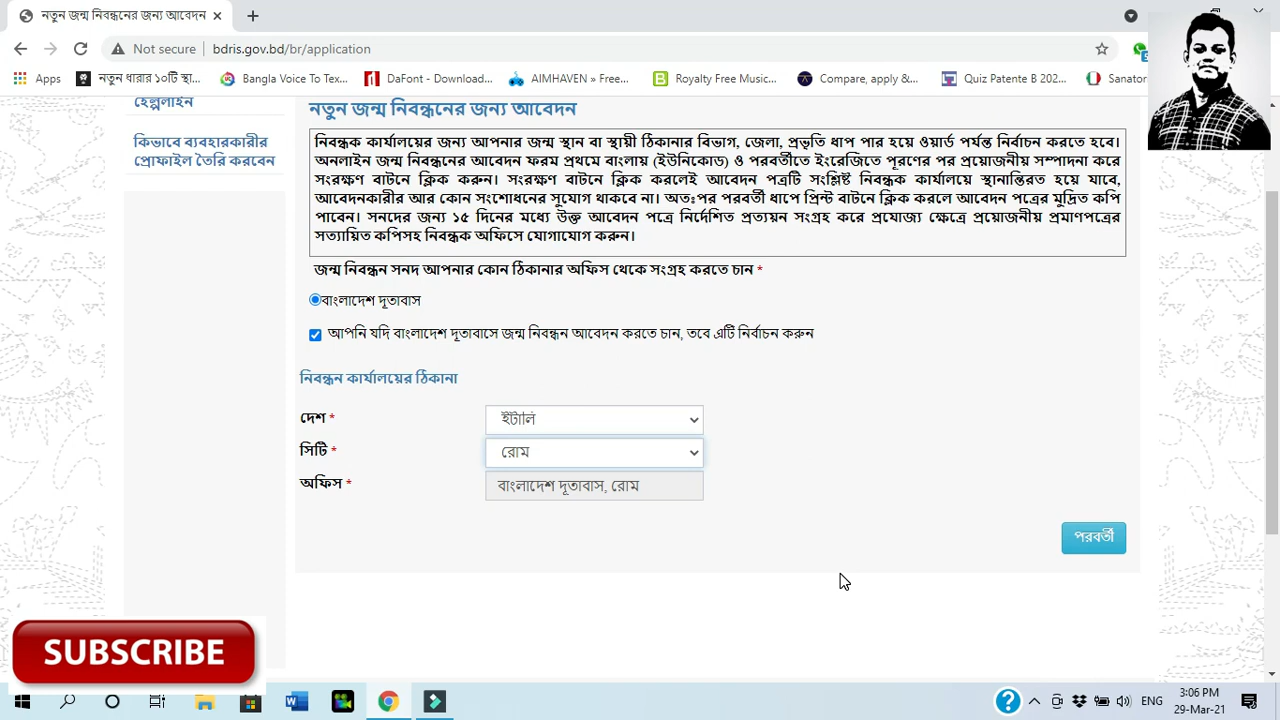 নতুন জন্ম নিবন্ধনের জন্য আবেদন
Not secure bdris.gov.bd/br/application
Apps
নতুন ধারার ১০টি স্থা...
Bangla Voice To Tex...
DaFont - Download...
AIMHAVEN » Free...
Royalty Free Music...
Compare, apply &...
Quiz Patente B 202...
Sanator
হেল্পলাইন
কিভাবে ব্যবহারকারীর
প্রোফাইল তৈরি করবেন
নতুন জন্ম নিবন্ধনের জন্য আবেদন
নিবন্ধক কার্যালয়ের জন্য আপনার জন্ম স্থান বা স্থায়ী ঠিকানার বিভাগ, জেলা, প্রভৃতি ধাপ পার হয়ে ওয়ার্ড পর্যন্ত নির্বাচন করতে হবে।
অনলাইন জন্ম নিবন্ধনের আবেদন ফরম প্রথমে বাংলায় (ইউনিকোড) ও পরবর্তীতে ইংরেজিতে পূরণের পর প্রয়োজনীয় সম্পাদনা করে
সংরক্ষণ বাটনে ক্লিক করুন। সংরক্ষণ বাটনে ক্লিক করলেই আবেদন পত্রটি সংশ্লিষ্ট নিবন্ধক কার্যালয়ে স্থানান্তরিত হয়ে যাবে,
আবেদনকারীর আর কোন সংশোধনের সুযোগ থাকবে না। অতঃপর পরবর্তী ধাপে প্রিন্ট বাটনে ক্লিক করলে আবেদন পত্রের মুদ্রিত কপি
পাবেন। সনদের জন্য ১৫ দিনের মধ্যে উক্ত আবেদন পত্রে নির্দেশিত প্রত্যয়ন সংগ্রহ করে প্রযোজ্য ক্ষেত্রে প্রয়োজনীয় প্রমাণপত্রের
সত্যায়িত কপিসহ নিবন্ধক অফিসে যোগাযোগ করুন।
জন্ম নিবন্ধন সনদ আপনার কোন ঠিকানার অফিস থেকে সংগ্রহ করতে চান
বাংলাদেশ দূতাবাস
আপনি যদি বাংলাদেশ দূতাবাসে জন্ম নিবন্ধন আবেদন করতে চান, তবে এটি নির্বাচন করুন
নিবন্ধন কার্যালয়ের ঠিকানা
দেশ * ইটালি
সিটি * রোম
অফিস * বাংলাদেশ দূতাবাস, রোম
পরবর্তী
SUBSCRIBE
ENG
3:06 PM
29-Mar-21